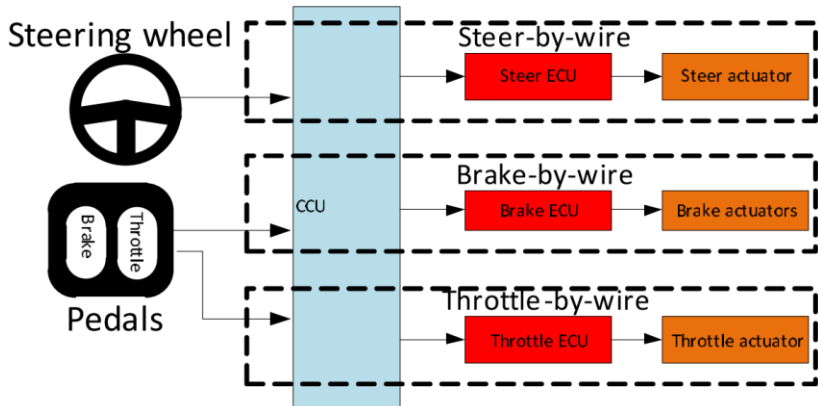 Steering wheel
Steer-by-wire
Steer ECU
Steer actuator
Brake-by-wire
CCU
Brake ECU
Brake actuators
Brake
Throttle
Pedals
Throttle-by-wire
Throttle ECU
Throttle actuator